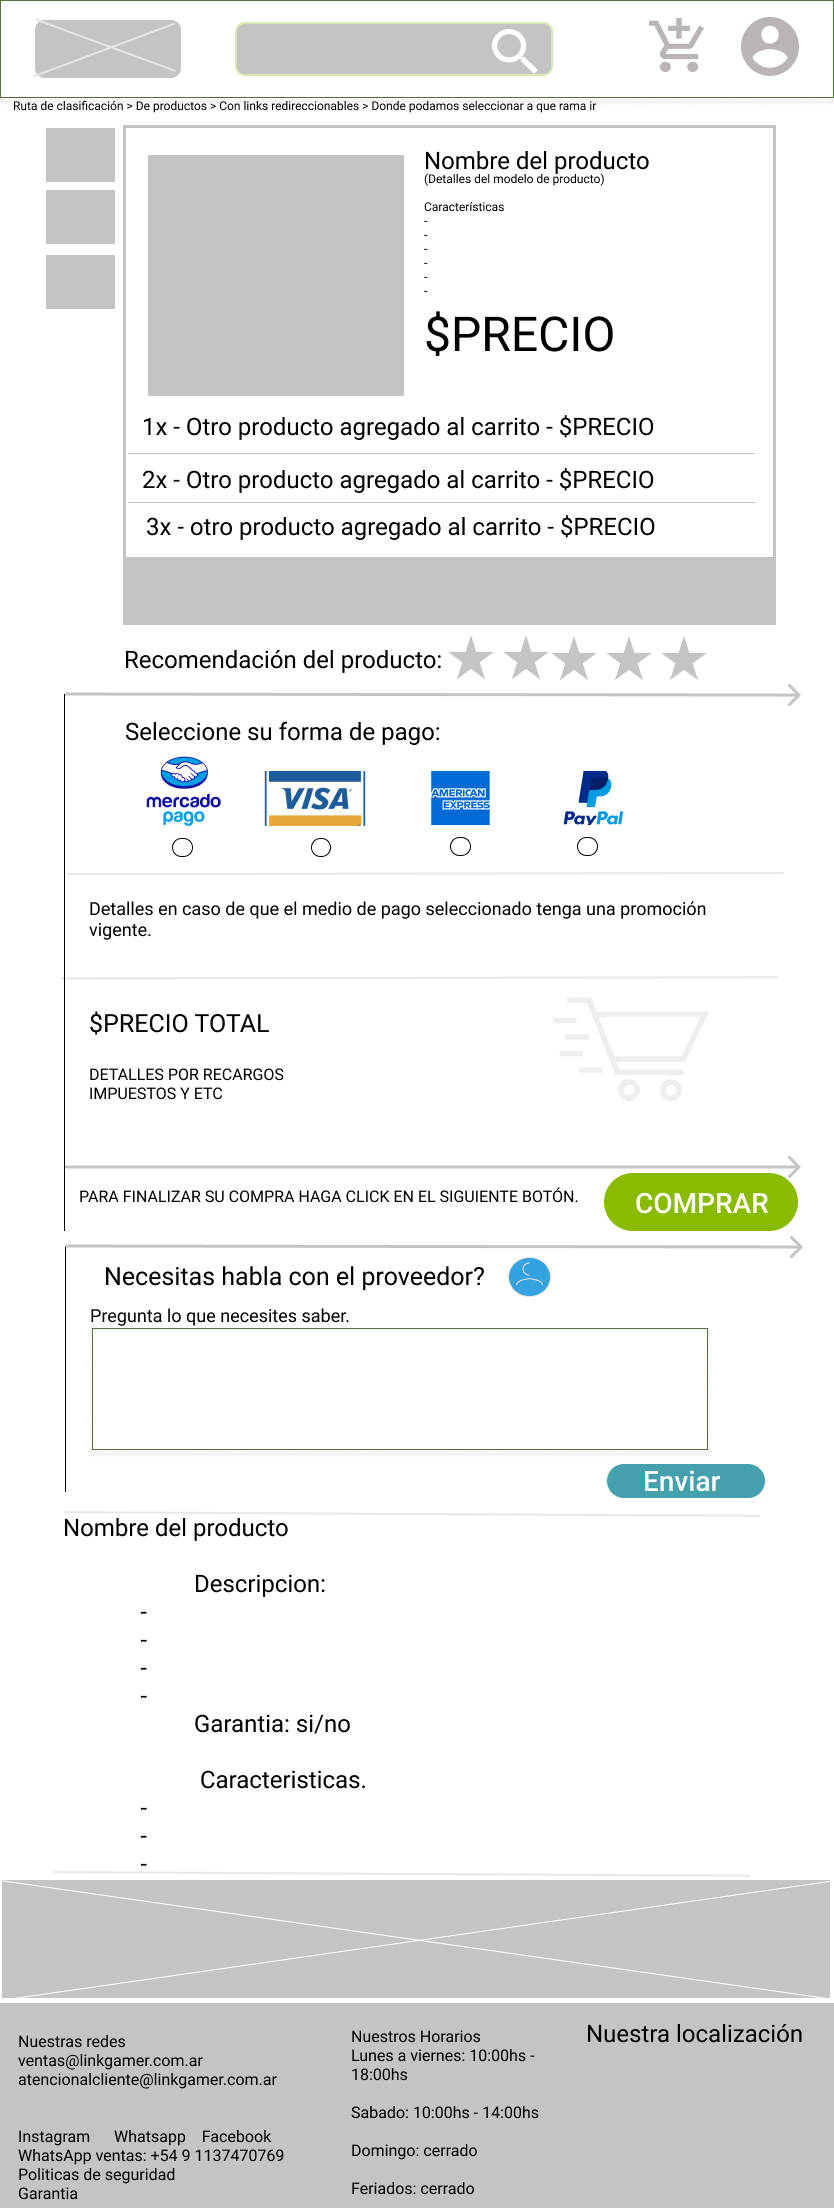 Ruta de clasificación > De productos > Con links redireccionables > Donde podamos seleccionar a que rama ir
Nombre del producto
(Detalles del modelo de producto)
Características
-
-
-
-
-
-
$PRECIO
1x - Otro producto agregado al carrito - $PRECIO
2x - Otro producto agregado al carrito - $PRECIO
3x - otro producto agregado al carrito - $PRECIO
Recomendación del producto:
Seleccione su forma de pago:
mercado
pago
VISA
AMERICAN
EXPRESS
PayPal
Detalles en caso de que el medio de pago seleccionado tenga una promoción
vigente.
$PRECIO TOTAL
DETALLES POR RECARGOS
IMPUESTOS Y ETC
PARA FINALIZAR SU COMPRA HAGA CLICK EN EL SIGUIENTE BOTÓN.
COMPRAR
Necesitas habla con el proveedor?
Pregunta lo que necesites saber.
Enviar
Nombre del producto
Descripcion:
-
-
-
-
Garantia: si/no
Caracteristicas.
-
-
-
Nuestras redes
ventas@linkgamer.com.ar
atencionalcliente@linkgamer.com.ar
Instagram Whatsapp Facebook
WhatsApp ventas: +54 9 1137470769
Politicas de seguridad
Garantia
Nuestros Horarios
Lunes a viernes: 10:00hs -
18:00hs
Sabado: 10:00hs - 14:00hs
Domingo: cerrado
Feriados: cerrado
Nuestra localización